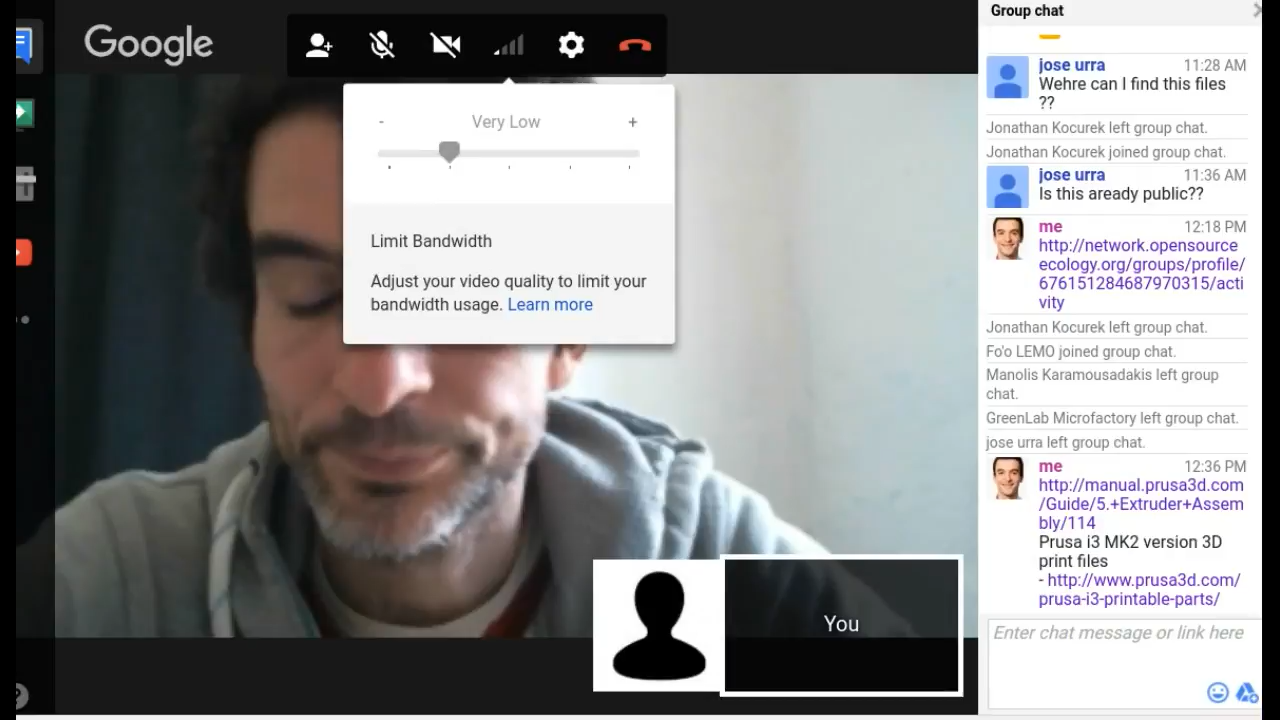 Google
- Very Low +
Limit Bandwidth
Adjust your video quality to limit your
bandwidth usage. Learn more
You
Group chat
jose urra 11:28 AM
Wehre can I find this files
??
Jonathan Kocurek left group chat.
Jonathan Kocurek joined group chat.
jose urra 11:36 AM
Is this aready public??
me 12:18 PM
http://network.opensource
ecology.org/groups/profile/
676151284687970315/acti
vity
Jonathan Kocurek left group chat.
Fo'o LEMO joined group chat.
Manolis Karamousadakis left group
chat.
GreenLab Microfactory left group chat.
jose urra left group chat.
me 12:36 PM
http://manual.prusa3d.com
/Guide/5.+Extruder+Assem
bly/114
Prusa i3 MK2 version 3D
print files
- http://www.prusa3d.com/
prusa-i3-printable-parts/
Enter chat message or link here